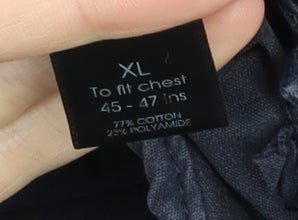 XL
To fit chest
45 - 47 ins
77% COTTON
23% POLYAMIDE